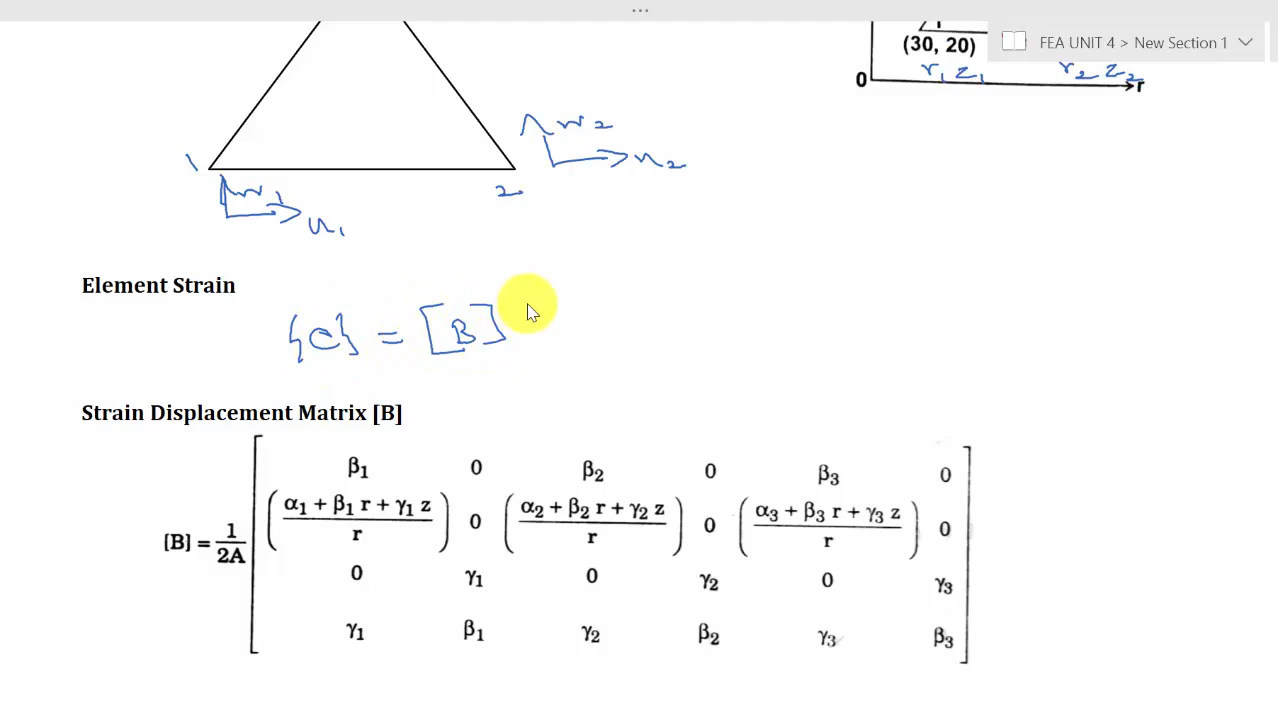 ...
FEA UNIT 4 > New Section 1
(30, 20)
r1 z1 r2 z2
0 r
w2
u2
1
2
w1
u1
Element Strain
{e} = [B]
Strain Displacement Matrix [B]
β1 0 β2 0 β3 0
(α1 + β1 r + γ1 z / r) 0 (α2 + β2 r + γ2 z / r) 0 (α3 + β3 r + γ3 z / r) 0
[B] = 1/2A
0 γ1 0 γ2 0 γ3
γ1 β1 γ2 β2 γ3 β3